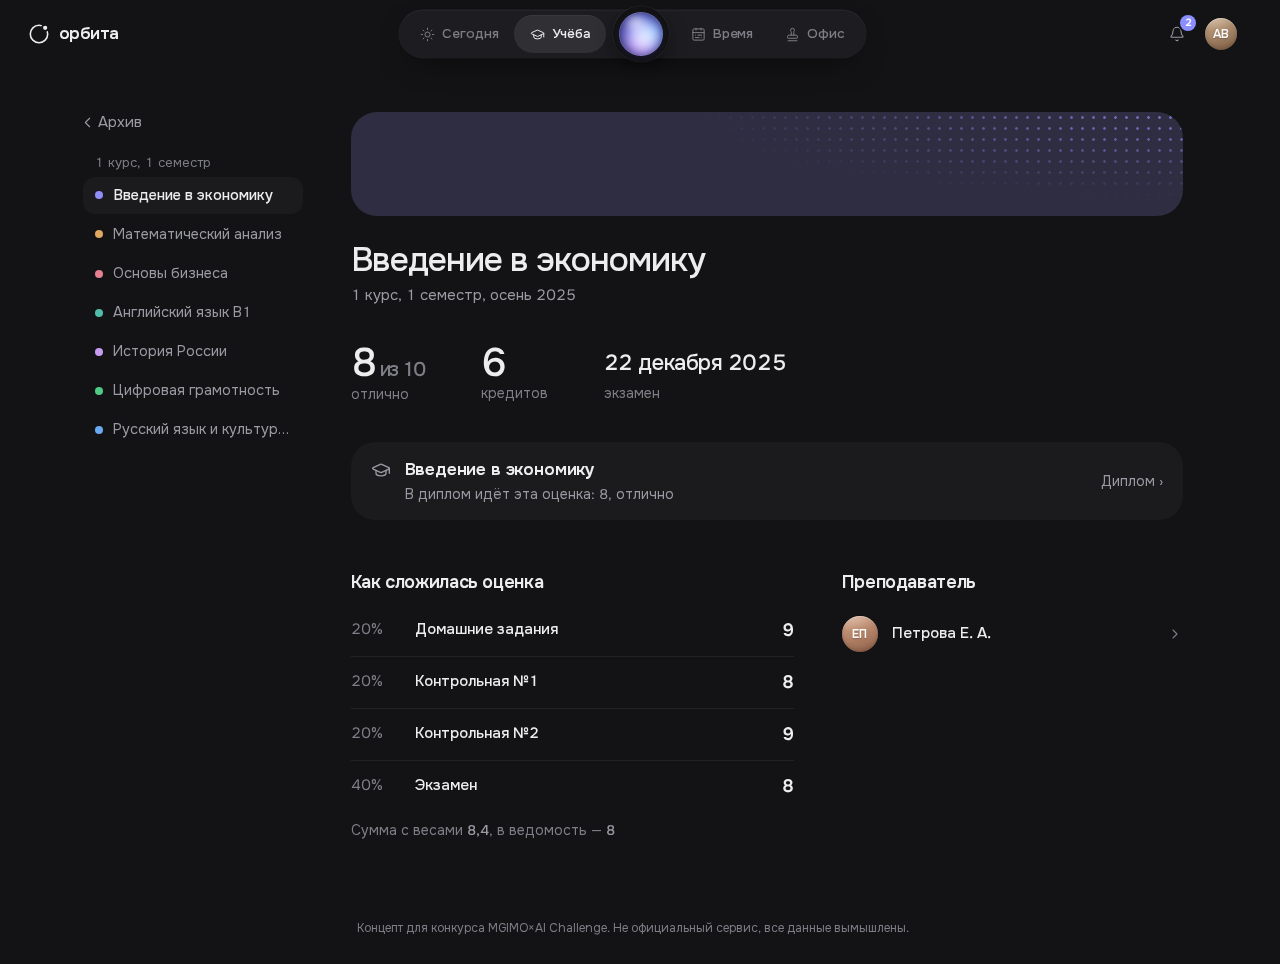 орбита
Сегодня
Учёба
Время
Офис
2
АВ
Архив
1 курс, 1 семестр
Введение в экономику
Математический анализ
Основы бизнеса
Английский язык B1
История России
Цифровая грамотность
Русский язык и культур…
Введение в экономику
1 курс, 1 семестр, осень 2025
8 из 10
отлично
6
кредитов
22 декабря 2025
экзамен
Введение в экономику
В диплом идёт эта оценка: 8, отлично
Диплом ›
Как сложилась оценка
20% Домашние задания 9
20% Контрольная №1 8
20% Контрольная №2 9
40% Экзамен 8
Сумма с весами 8,4, в ведомость — 8
Преподаватель
ЕП
Петрова Е. А.
Концепт для конкурса MGIMO×AI Challenge. Не официальный сервис, все данные вымышлены.